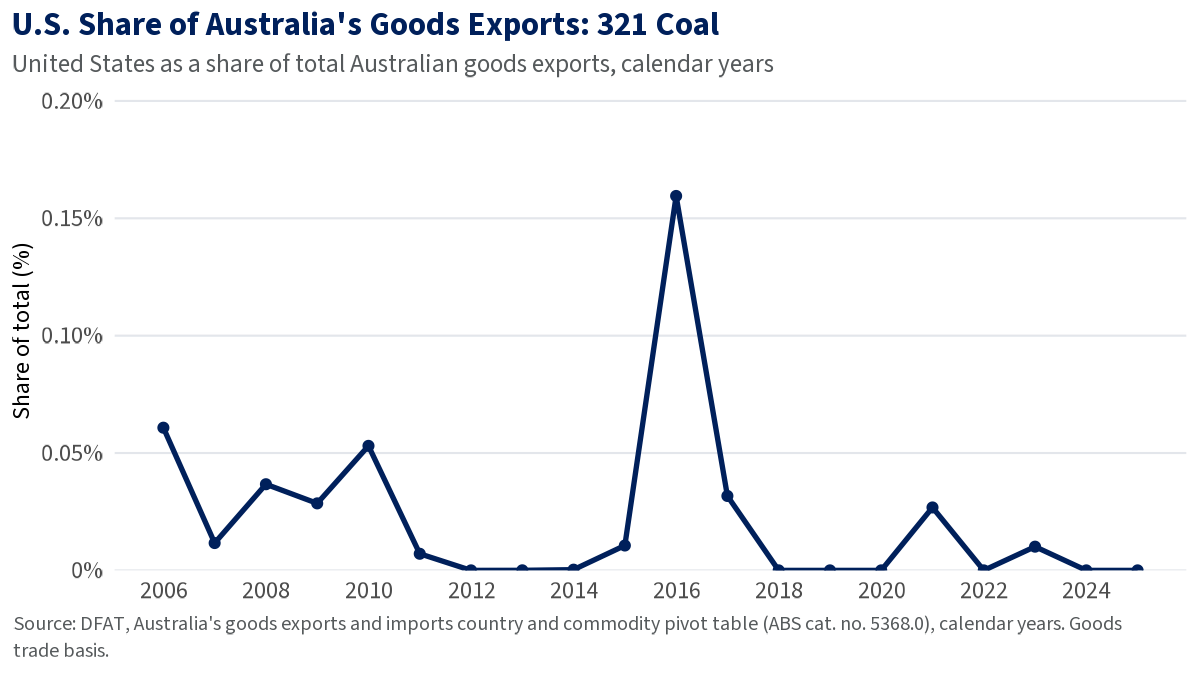 U.S. Share of Australia's Goods Exports: 321 Coal
United States as a share of total Australian goods exports, calendar years
Share of total (%)
0.20%
0.15%
0.10%
0.05%
0%
2006 2008 2010 2012 2014 2016 2018 2020 2022 2024
Source: DFAT, Australia's goods exports and imports country and commodity pivot table (ABS cat. no. 5368.0), calendar years. Goods
trade basis.